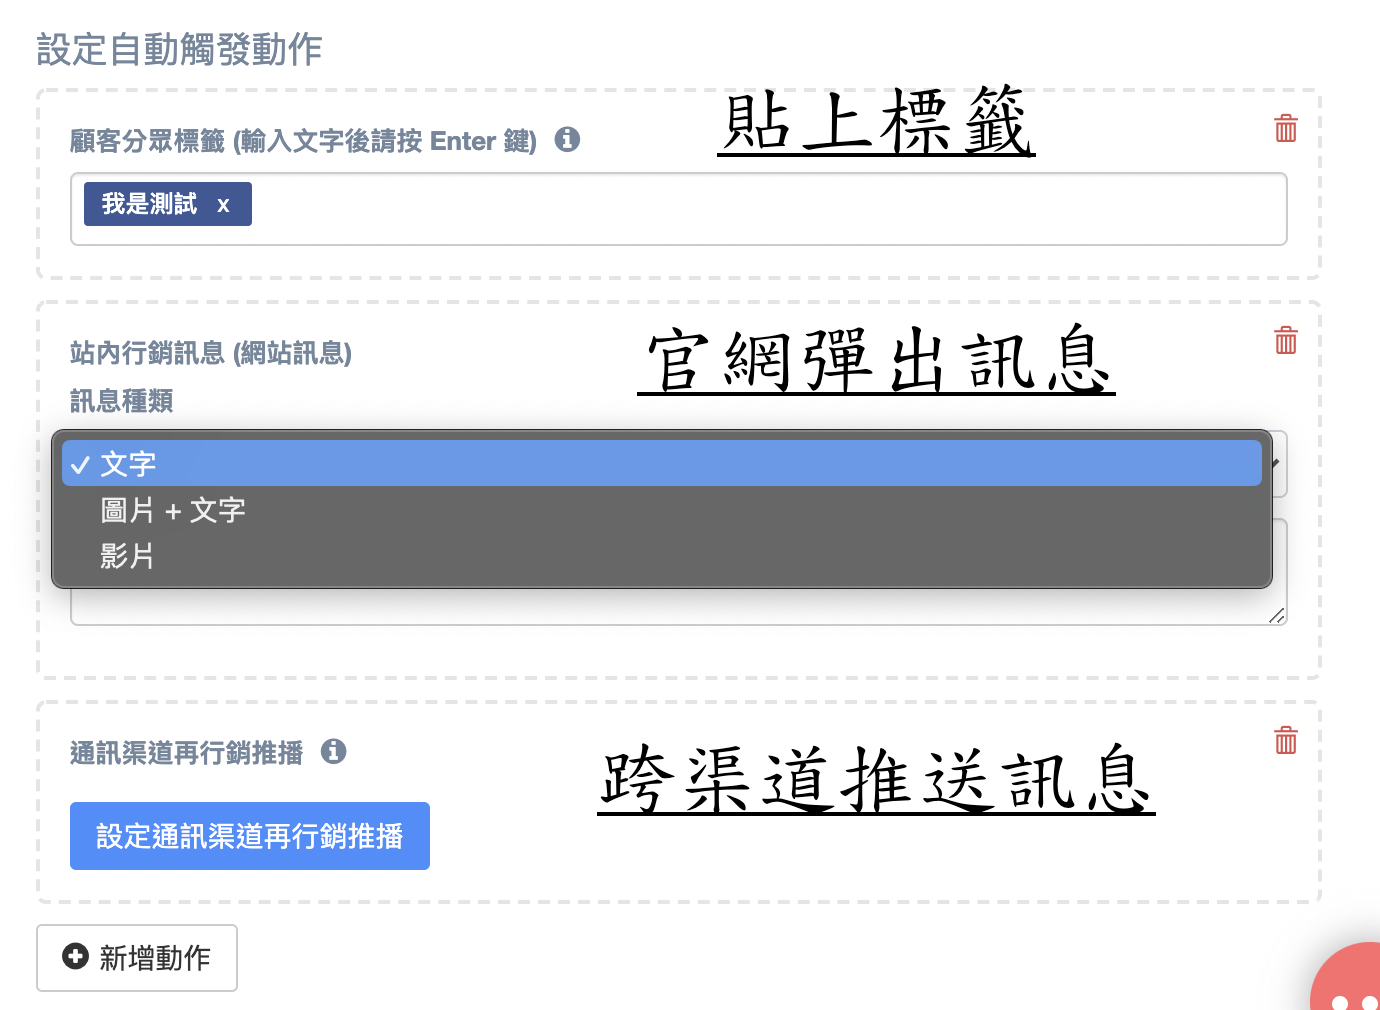 設定自動觸發動作
顧客分眾標籤 (輸入文字後請按 Enter 鍵)
貼上標籤
我是測試 x
站內行銷訊息 (網站訊息)
官網彈出訊息
訊息種類
文字
圖片 + 文字
影片
通訊渠道再行銷推播
跨渠道推送訊息
設定通訊渠道再行銷推播
新增動作